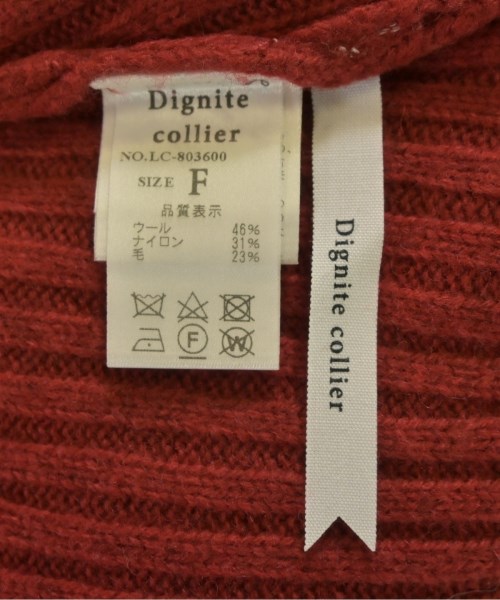 Dignite
collier
NO.LC-803600
SIZE F
品質表示
ウール 46%
ナイロン 31%
毛 23%
F
W
Dignite collier